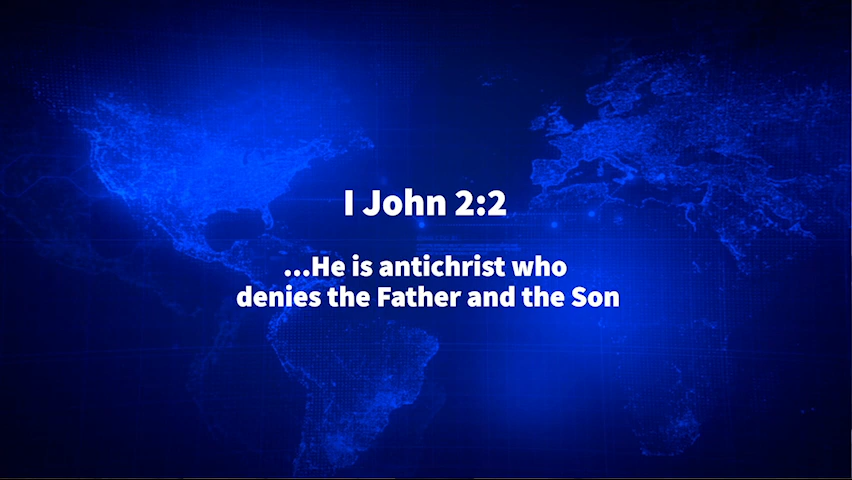 I John 2:2
...He is antichrist who
denies the Father and the Son